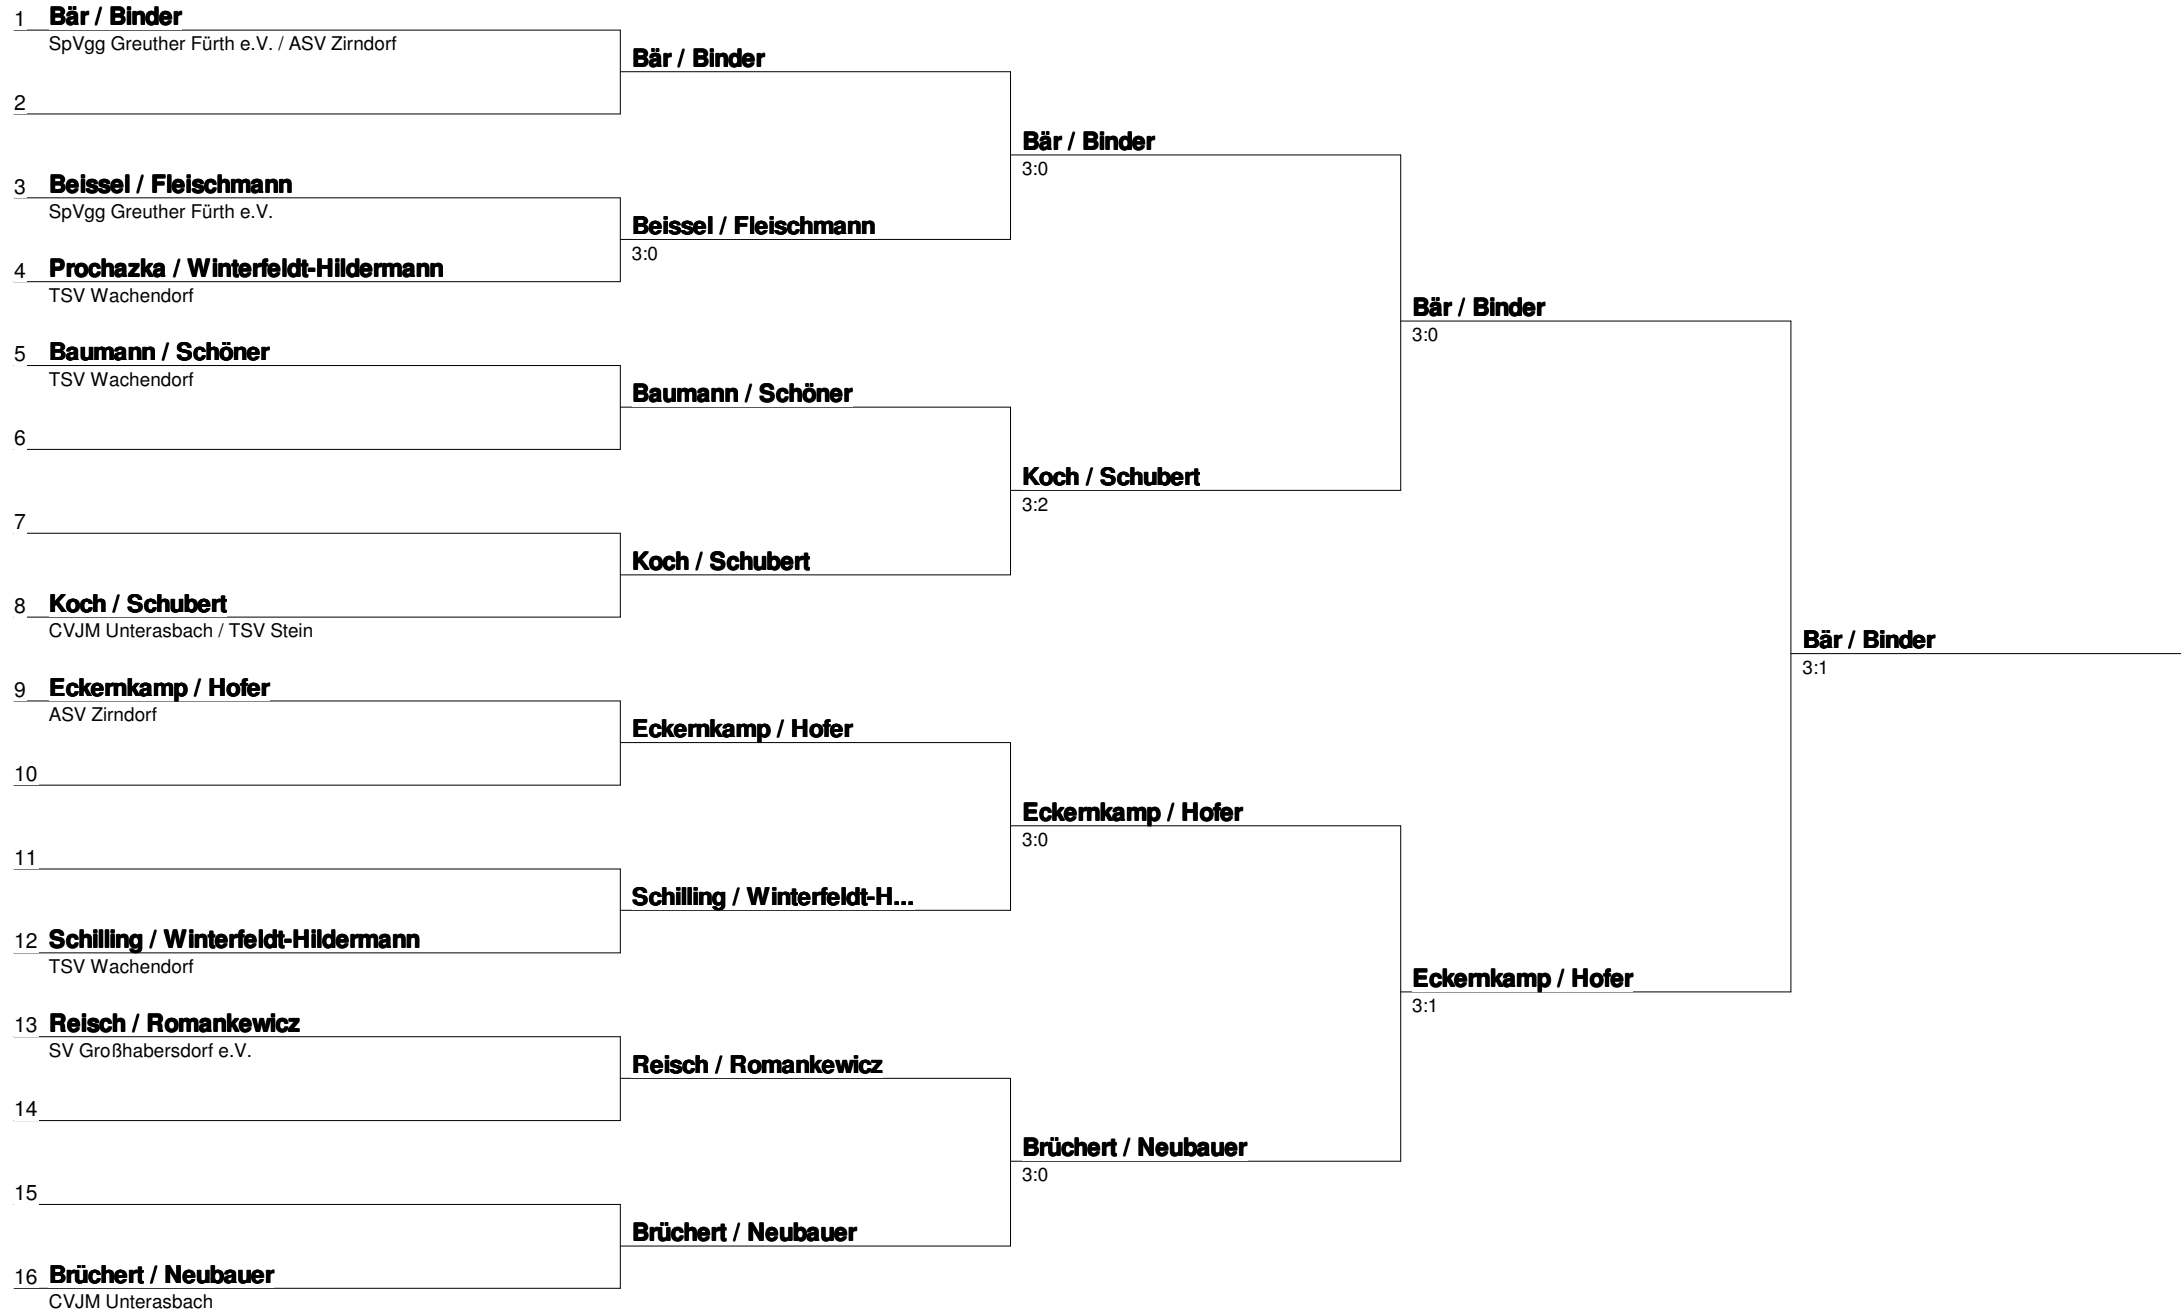 1 Bär / Binder
SpVgg Greuther Fürth e.V. / ASV Zirndorf
Bär / Binder
2
Bär / Binder
3:0
3 Beissel / Fleischmann
SpVgg Greuther Fürth e.V.
Beissel / Fleischmann
3:0
4 Prochazka / Winterfeldt-Hildermann
TSV Wachendorf
Bär / Binder
3:0
5 Baumann / Schöner
TSV Wachendorf
Baumann / Schöner
6
Koch / Schubert
3:2
7
Koch / Schubert
8 Koch / Schubert
CVJM Unterasbach / TSV Stein
Bär / Binder
3:1
9 Eckernkamp / Hofer
ASV Zirndorf
Eckernkamp / Hofer
10
Eckernkamp / Hofer
3:0
11
Schilling / Winterfeldt-H...
12 Schilling / Winterfeldt-Hildermann
TSV Wachendorf
Eckernkamp / Hofer
3:1
13 Reisch / Romankewicz
SV Großhabersdorf e.V.
Reisch / Romankewicz
14
Brüchert / Neubauer
3:0
15
Brüchert / Neubauer
16 Brüchert / Neubauer
CVJM Unterasbach